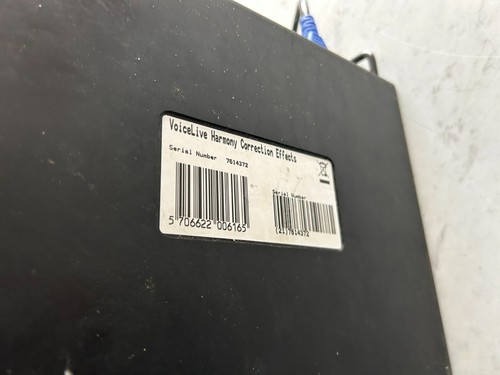 VoiceLive Harmony Correction Effects
Serial Number 7614372
Serial Number
5 706622 006165
(21)7614372